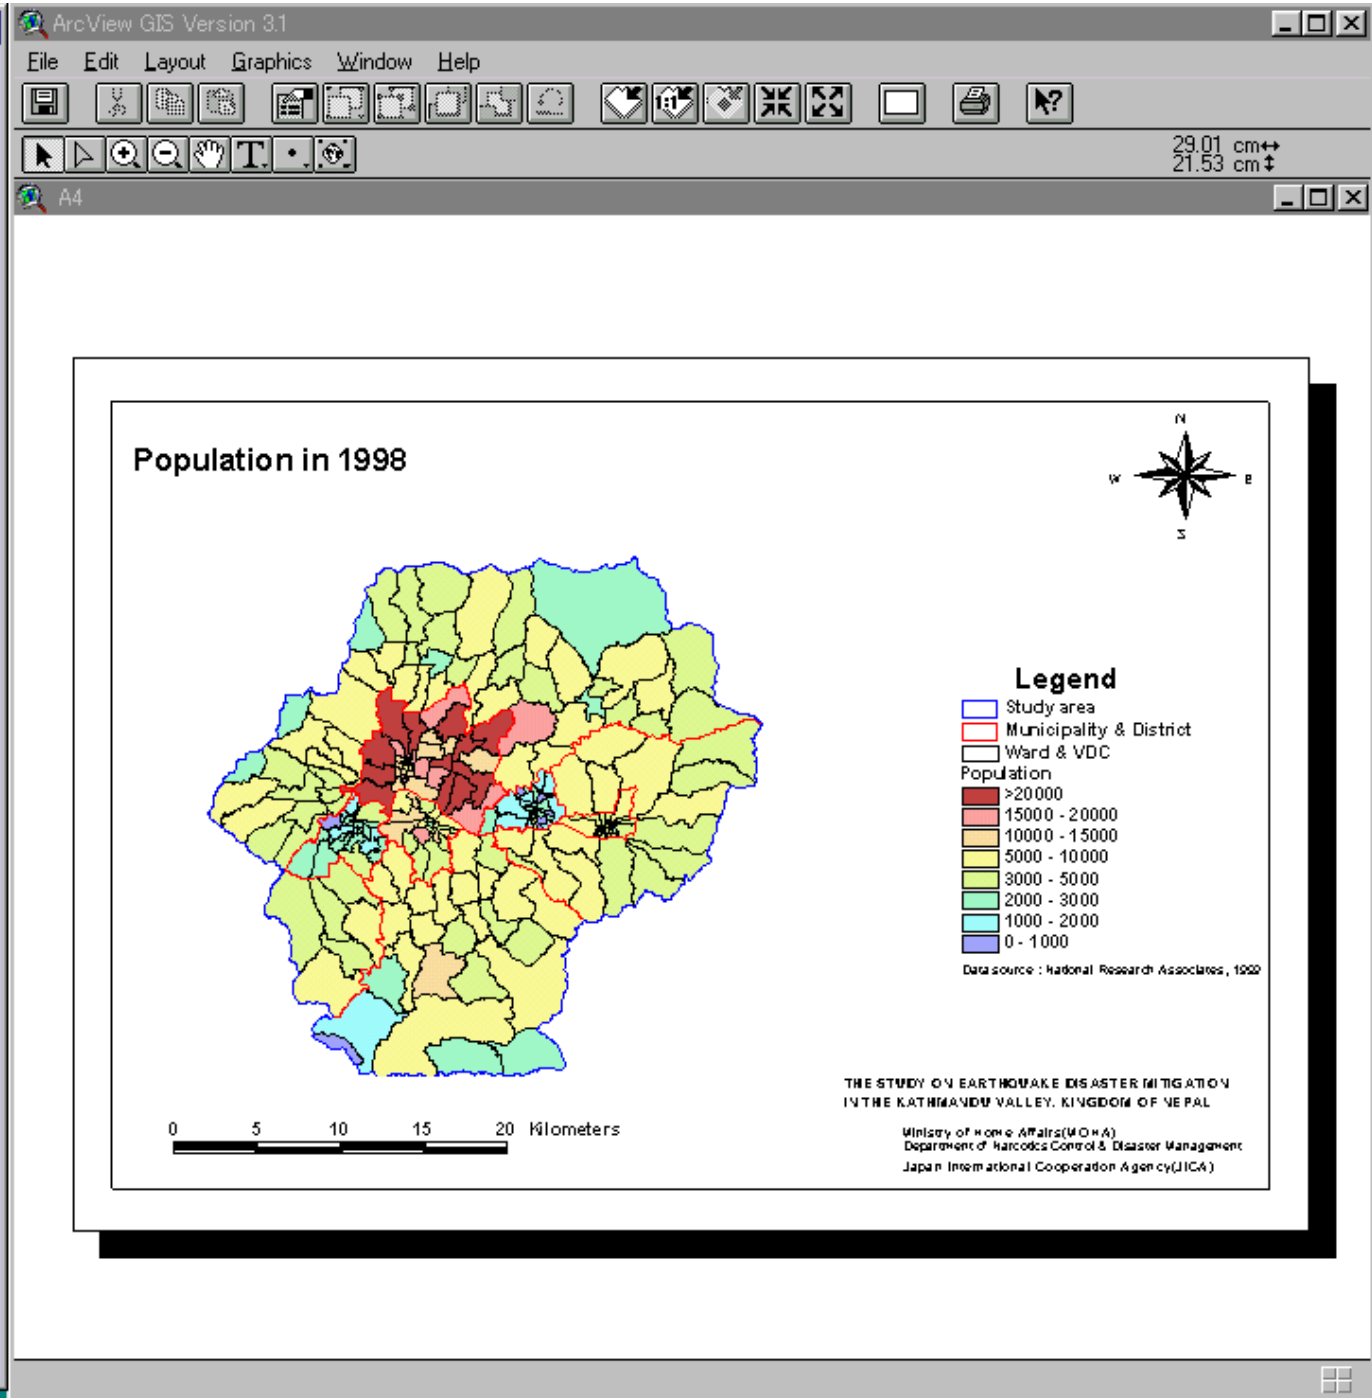 ArcView GIS Version 3.1
File Edit Layout Graphics Window Help
1:1
T
?
29.01 cm
21.53 cm
A4
Population in 1998
N
W E
S
Legend
Study area
Municipality & District
Ward & VDC
Population
>20000
15000 - 20000
10000 - 15000
5000 - 10000
3000 - 5000
2000 - 3000
1000 - 2000
0 - 1000
Data source : National Research Associates, 1999
THE STUDY ON EARTHQUAKE DISASTER MITIGATION
IN THE KATHMANDU VALLEY, KINGDOM OF NEPAL
0 5 10 15 20 Kilometers
Ministry of Home Affairs(MOHA)
Department of Narcotics Control & Disaster Management
Japan International Cooperation Agency(JICA)